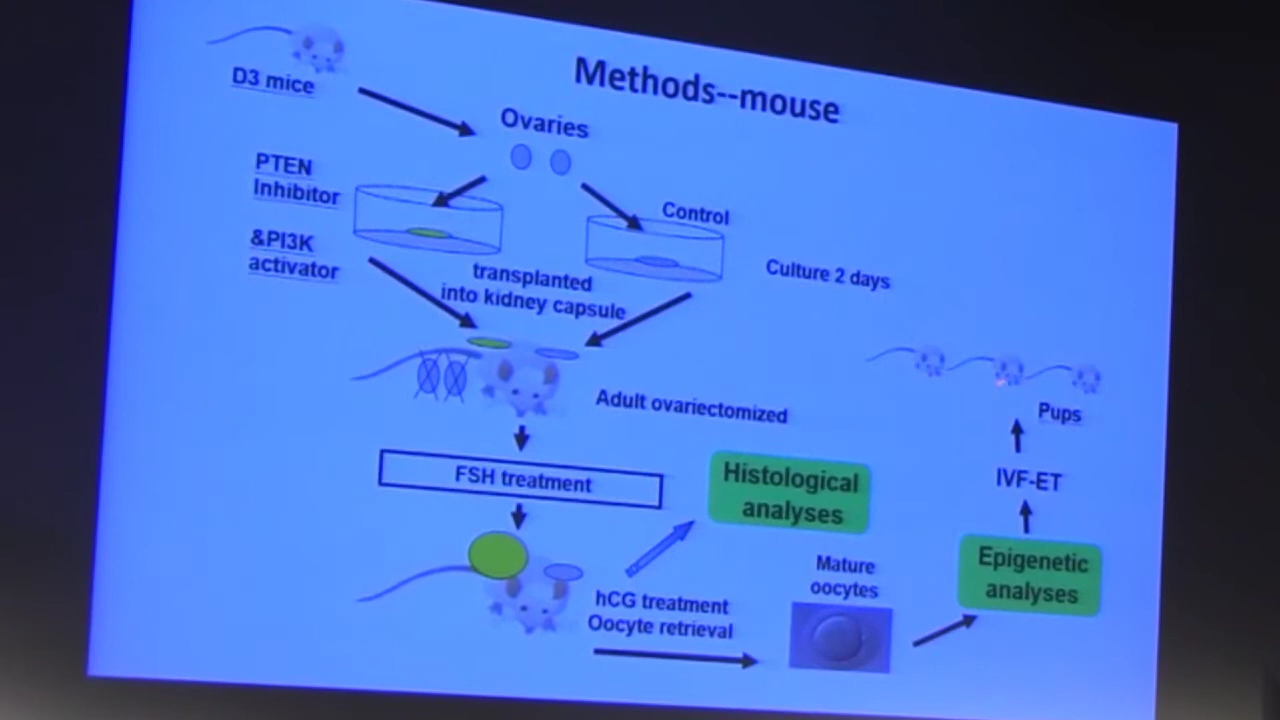 Methods--mouse
D3 mice
Ovaries
PTEN
Inhibitor
&PI3K
activator
Control
Culture 2 days
transplanted
into kidney capsule
Adult ovariectomized
FSH treatment
Histological
analyses
hCG treatment
Oocyte retrieval
Mature
oocytes
Epigenetic
analyses
IVF-ET
Pups